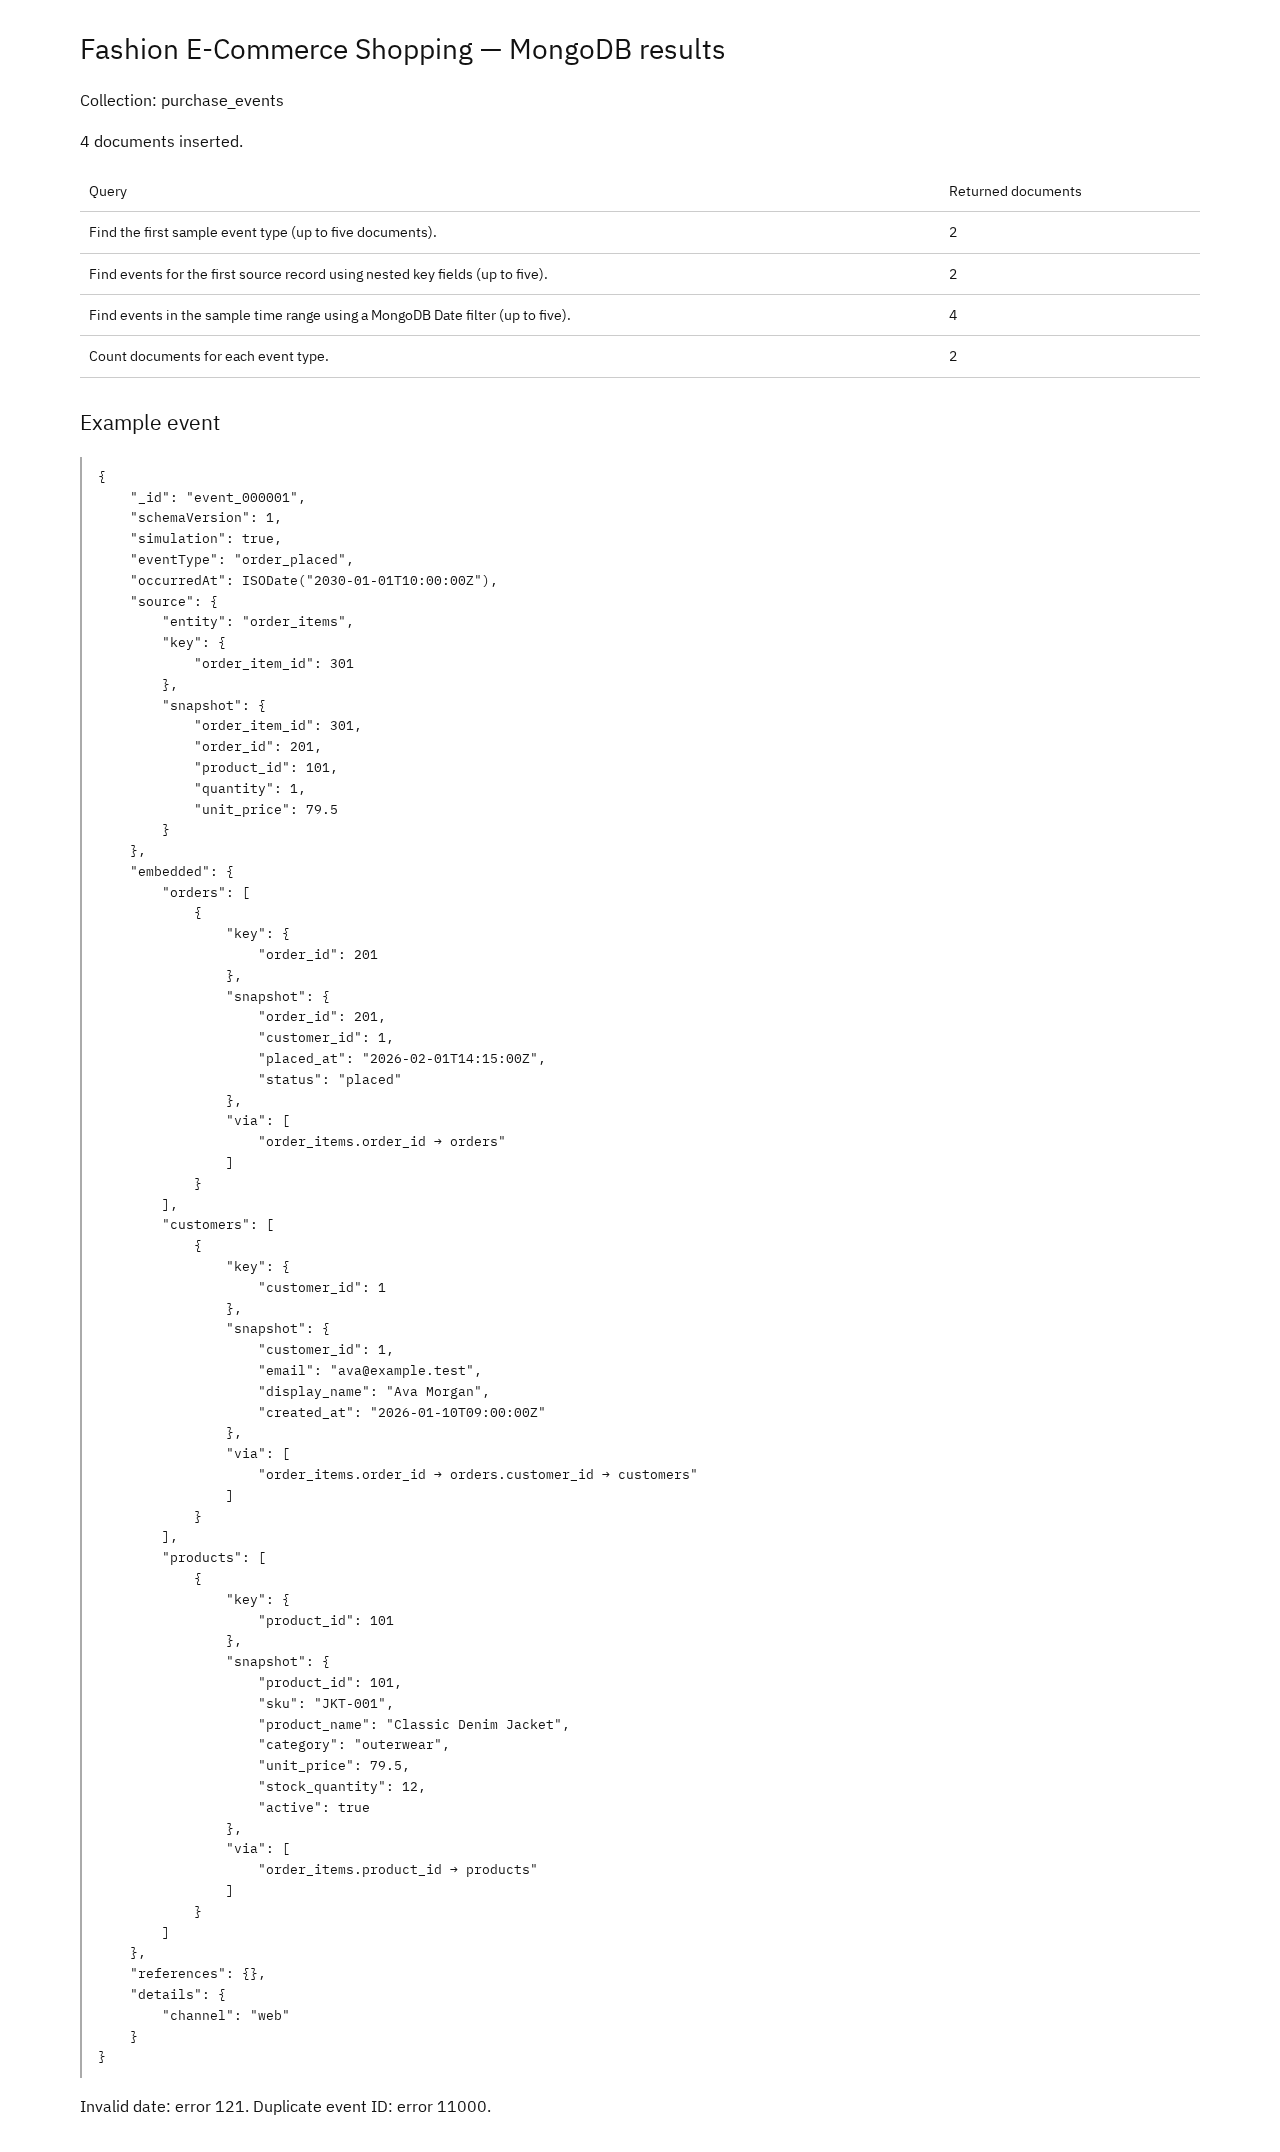 Fashion E-Commerce Shopping — MongoDB results
Collection: purchase_events
4 documents inserted.
Query Returned documents
Find the first sample event type (up to five documents). 2
Find events for the first source record using nested key fields (up to five). 2
Find events in the sample time range using a MongoDB Date filter (up to five). 4
Count documents for each event type. 2
Example event
{
    "_id": "event_000001",
    "schemaVersion": 1,
    "simulation": true,
    "eventType": "order_placed",
    "occurredAt": ISODate("2030-01-01T10:00:00Z"),
    "source": {
        "entity": "order_items",
        "key": {
            "order_item_id": 301
        },
        "snapshot": {
            "order_item_id": 301,
            "order_id": 201,
            "product_id": 101,
            "quantity": 1,
            "unit_price": 79.5
        }
    },
    "embedded": {
        "orders": [
            {
                "key": {
                    "order_id": 201
                },
                "snapshot": {
                    "order_id": 201,
                    "customer_id": 1,
                    "placed_at": "2026-02-01T14:15:00Z",
                    "status": "placed"
                },
                "via": [
                    "order_items.order_id → orders"
                ]
            }
        ],
        "customers": [
            {
                "key": {
                    "customer_id": 1
                },
                "snapshot": {
                    "customer_id": 1,
                    "email": "ava@example.test",
                    "display_name": "Ava Morgan",
                    "created_at": "2026-01-10T09:00:00Z"
                },
                "via": [
                    "order_items.order_id → orders.customer_id → customers"
                ]
            }
        ],
        "products": [
            {
                "key": {
                    "product_id": 101
                },
                "snapshot": {
                    "product_id": 101,
                    "sku": "JKT-001",
                    "product_name": "Classic Denim Jacket",
                    "category": "outerwear",
                    "unit_price": 79.5,
                    "stock_quantity": 12,
                    "active": true
                },
                "via": [
                    "order_items.product_id → products"
                ]
            }
        ]
    },
    "references": {},
    "details": {
        "channel": "web"
    }
}
Invalid date: error 121. Duplicate event ID: error 11000.